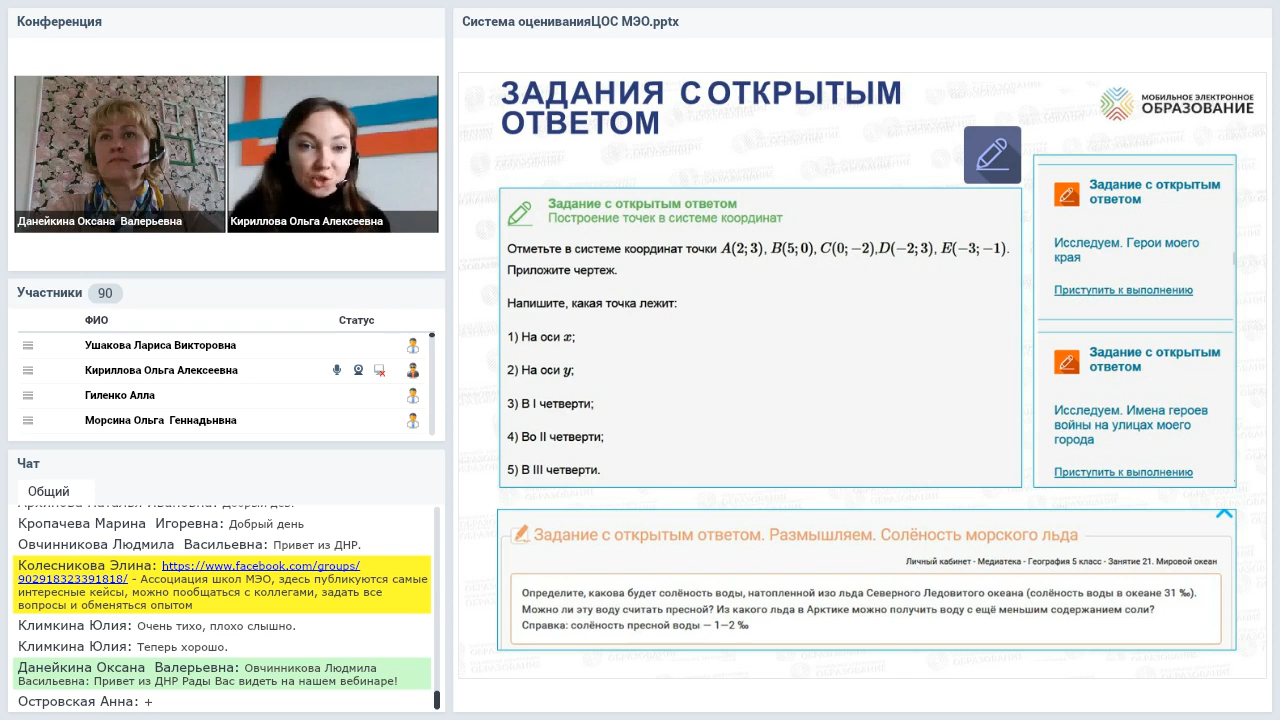 Конференция
Данейкина Оксана  Валерьевна
Кириллова Ольга Алексеевна
Участники 90
ФИО Статус
Ушакова Лариса Викторовна
Кириллова Ольга Алексеевна
Гиленко Алла
Морсина Ольга  Геннадьнвна
Чат
Общий
Кропачева Марина  Игоревна: Добрый день
Овчинникова Людмила  Васильевна: Привет из ДНР.
Колесникова Элина: https://www.facebook.com/groups/
902918323391818/ - Ассоциация школ МЭО, здесь публикуются самые
интересные кейсы, можно пообщаться с коллегами, задать все
вопросы и обменяться опытом
Климкина Юлия: Очень тихо, плохо слышно.
Климкина Юлия: Теперь хорошо.
Данейкина Оксана  Валерьевна: Овчинникова Людмила
Васильевна: Привет из ДНР Рады Вас видеть на нашем вебинаре!
Островская Анна: +
Система оцениванияЦОС МЭО.pptx
ЗАДАНИЯ С ОТКРЫТЫМ
ОТВЕТОМ
МОБИЛЬНОЕ ЭЛЕКТРОННОЕ
ОБРАЗОВАНИЕ
Задание с открытым ответом
Построение точек в системе координат
Отметьте в системе координат точки A(2; 3), B(5; 0), C(0; −2),D(−2; 3), E(−3; −1).
Приложите чертеж.
Напишите, какая точка лежит:
1) На оси x;
2) На оси y;
3) В I четверти;
4) Во II четверти;
5) В III четверти.
Задание с открытым
ответом
Исследуем. Герои моего
края
Приступить к выполнению
Задание с открытым
ответом
Исследуем. Имена героев
войны на улицах моего
города
Приступить к выполнению
Задание с открытым ответом. Размышляем. Солёность морского льда
Личный кабинет - Медиатека - География 5 класс - Занятие 21. Мировой океан
Определите, какова будет солёность воды, натопленной изо льда Северного Ледовитого океана (солёность воды в океане 31 ‰).
Можно ли эту воду считать пресной? Из какого льда в Арктике можно получить воду с ещё меньшим содержанием соли?
Справка: солёность пресной воды — 1—2 ‰